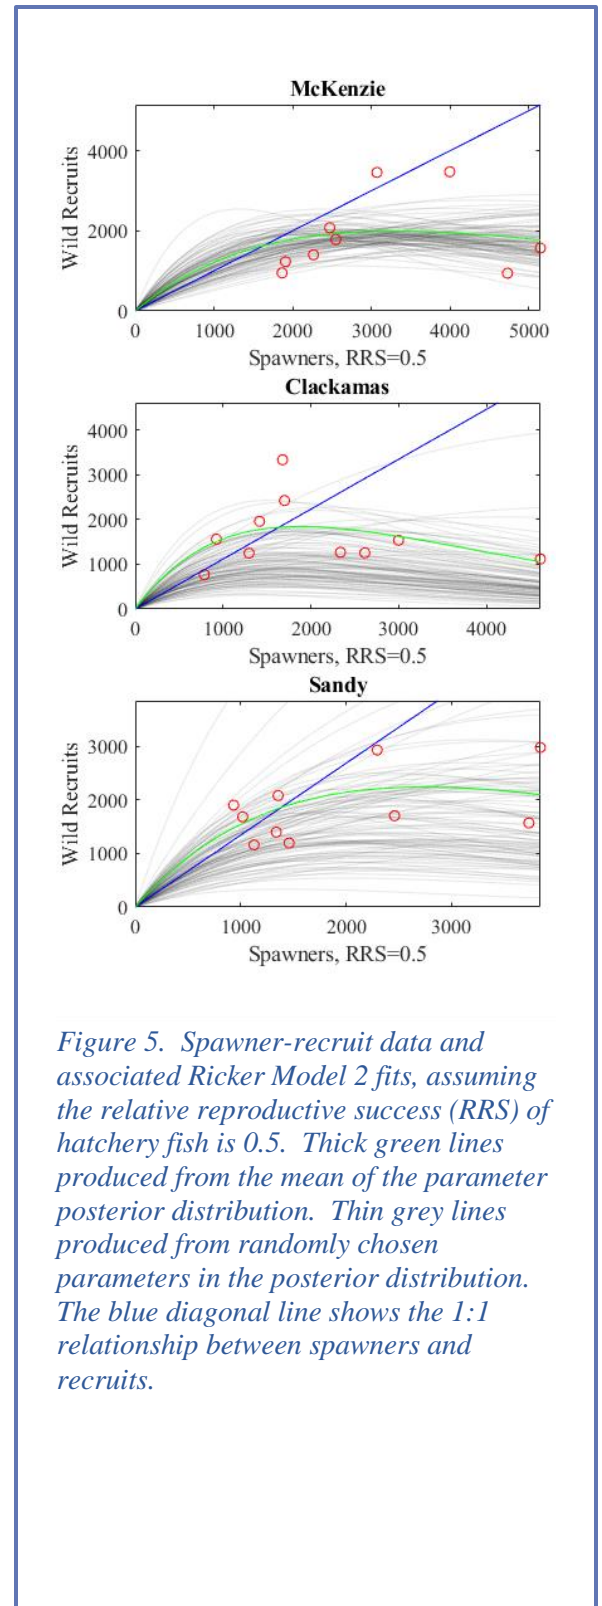 McKenzie
4000
2000
0
Wild Recruits
0 1000 2000 3000 4000 5000
Spawners, RRS=0.5
Clackamas
4000
3000
2000
1000
0
Wild Recruits
0 1000 2000 3000 4000
Spawners, RRS=0.5
Sandy
3000
2000
1000
0
Wild Recruits
0 1000 2000 3000
Spawners, RRS=0.5
Figure 5. Spawner-recruit data and
associated Ricker Model 2 fits, assuming
the relative reproductive success (RRS) of
hatchery fish is 0.5. Thick green lines
produced from the mean of the parameter
posterior distribution. Thin grey lines
produced from randomly chosen
parameters in the posterior distribution.
The blue diagonal line shows the 1:1
relationship between spawners and
recruits.